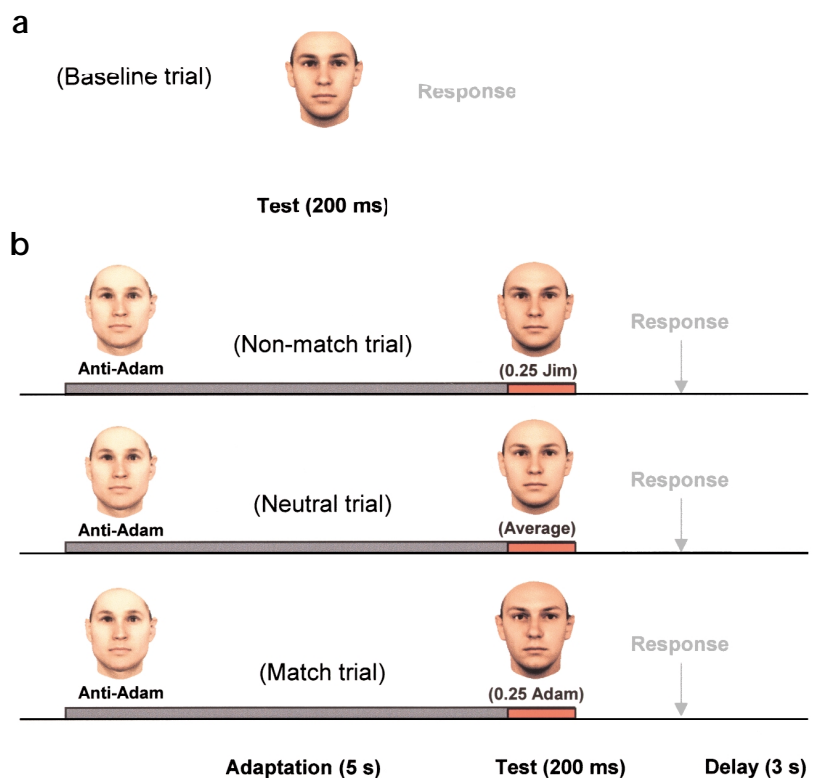 a
(Baseline trial)
Response
Test (200 ms)
b
(Non-match trial)
Response
Anti-Adam
(0.25 Jim)
(Neutral trial)
Response
Anti-Adam
(Average)
(Match trial)
Response
Anti-Adam
(0.25 Adam)
Adaptation (5 s) Test (200 ms) Delay (3 s)